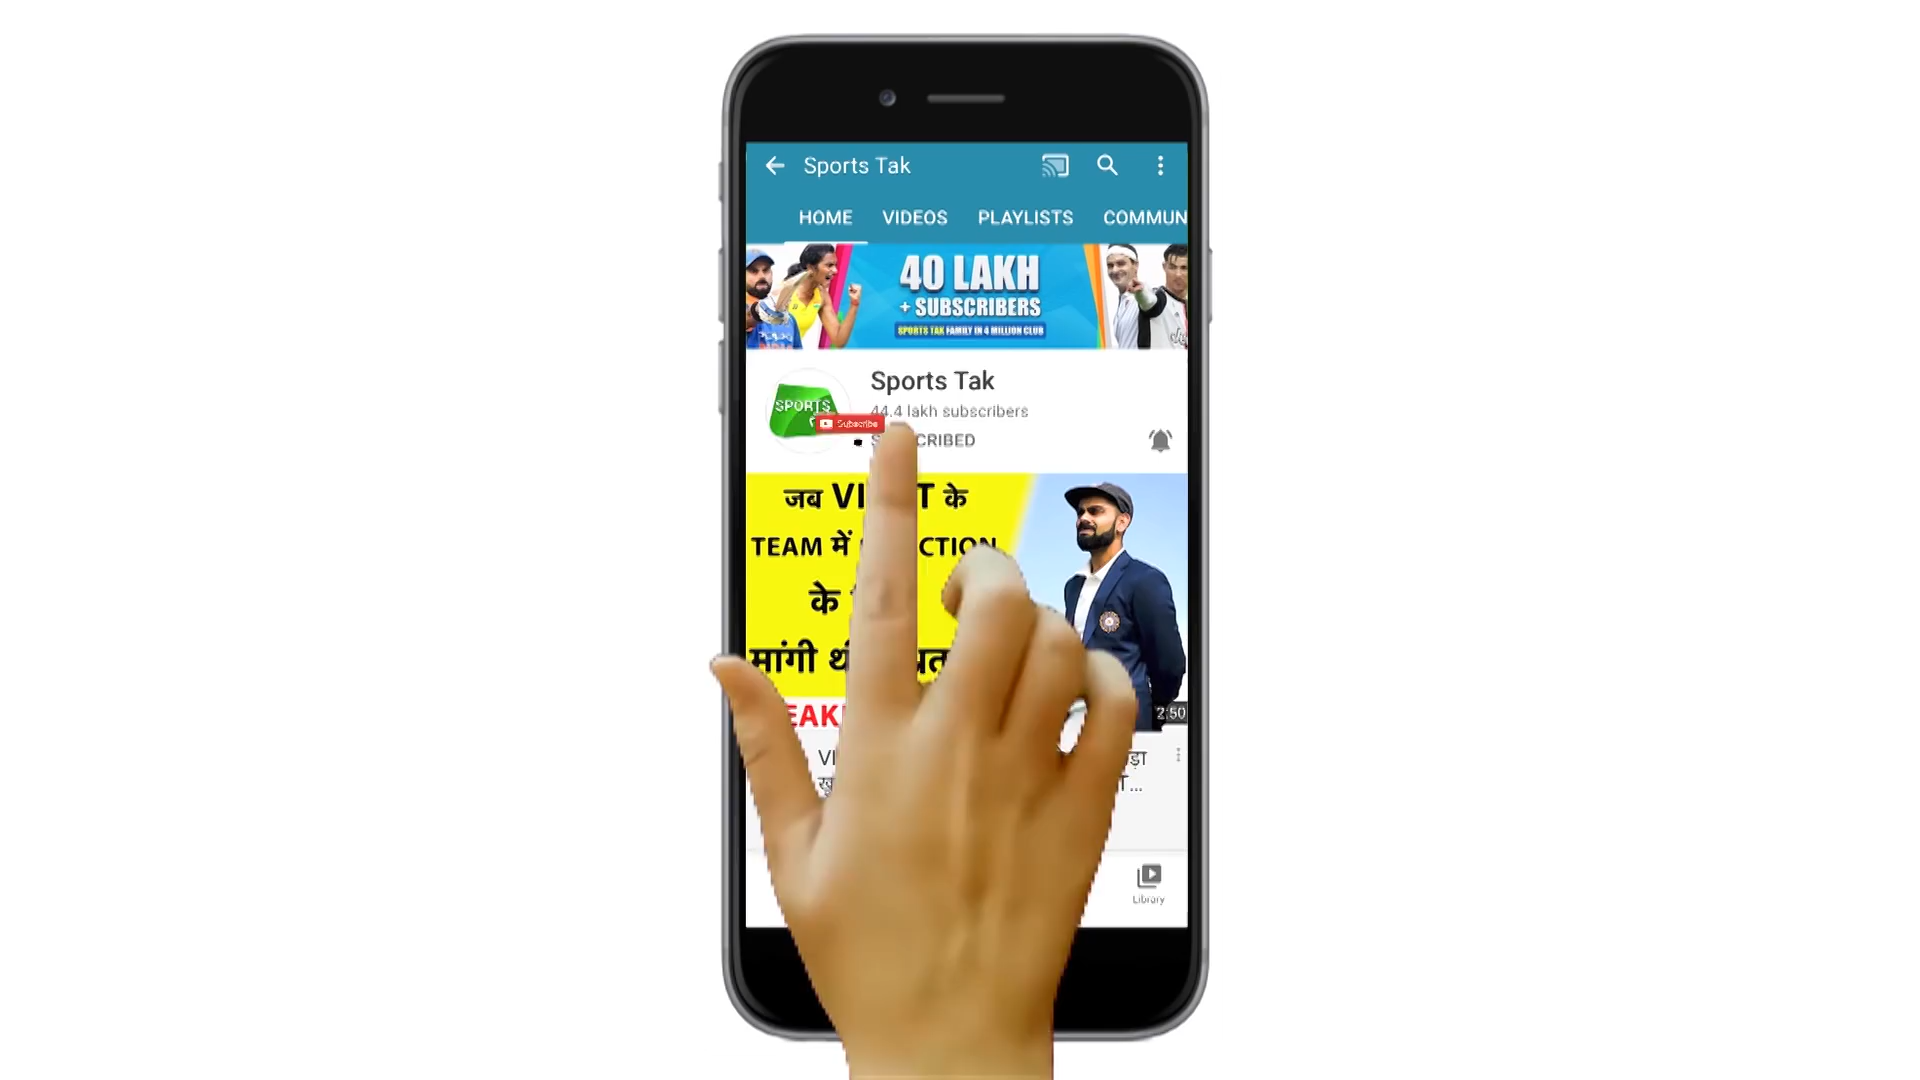 Sports Tak
HOME VIDEOS PLAYLISTS COMMUN
40 LAKH
+ SUBSCRIBERS
SPORTS TAK FAMILY IN 4 MILLION CLUB
Sports Tak
44.4 lakh subscribers
SPORTS
Subscribe
CRIBED
जब VI T के
TEAM में CTION
के
मांगी
2:50
Library